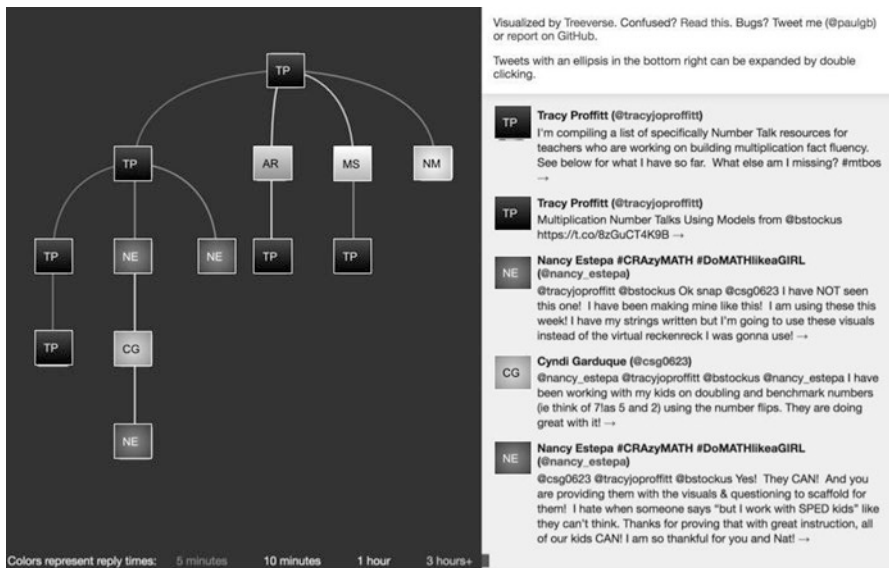 TP
TP
AR
MS
NM
TP
NE
NE
TP
TP
TP
CG
NE
Colors represent reply times: 5 minutes 10 minutes 1 hour 3 hours+
Visualized by Treeverse. Confused? Read this. Bugs? Tweet me (@paulgb)
or report on GitHub.
Tweets with an ellipsis in the bottom right can be expanded by double
clicking.
TP
Tracy Proffitt (@tracyjoproffitt)
I'm compiling a list of specifically Number Talk resources for
teachers who are working on building multiplication fact fluency.
See below for what I have so far. What else am I missing? #mtbos
→
TP
Tracy Proffitt (@tracyjoproffitt)
Multiplication Number Talks Using Models from @bstockus
https://t.co/8zGuCT4K9B →
NE
Nancy Estepa #CRAzyMATH #DoMATHlikeaGIRL
(@nancy_estepa)
@tracyjoproffitt @bstockus Ok snap @csg0623 I have NOT seen
this one! I have been making mine like this! I am using these this
week! I have my strings written but I'm going to use these visuals
instead of the virtual reckenreck I was gonna use! →
CG
Cyndi Garduque (@csg0623)
@nancy_estepa @tracyjoproffitt @bstockus @nancy_estepa I have
been working with my kids on doubling and benchmark numbers
(ie think of 7!as 5 and 2) using the number flips. They are doing
great with it! →
NE
Nancy Estepa #CRAzyMATH #DoMATHlikeaGIRL
(@nancy_estepa)
@csg0623 @tracyjoproffitt @bstockus Yes! They CAN! And you
are providing them with the visuals & questioning to scaffold for
them! I hate when someone says "but I work with SPED kids" like
they can't think. Thanks for proving that with great instruction, all
of our kids CAN! I am so thankful for you and Nat! →